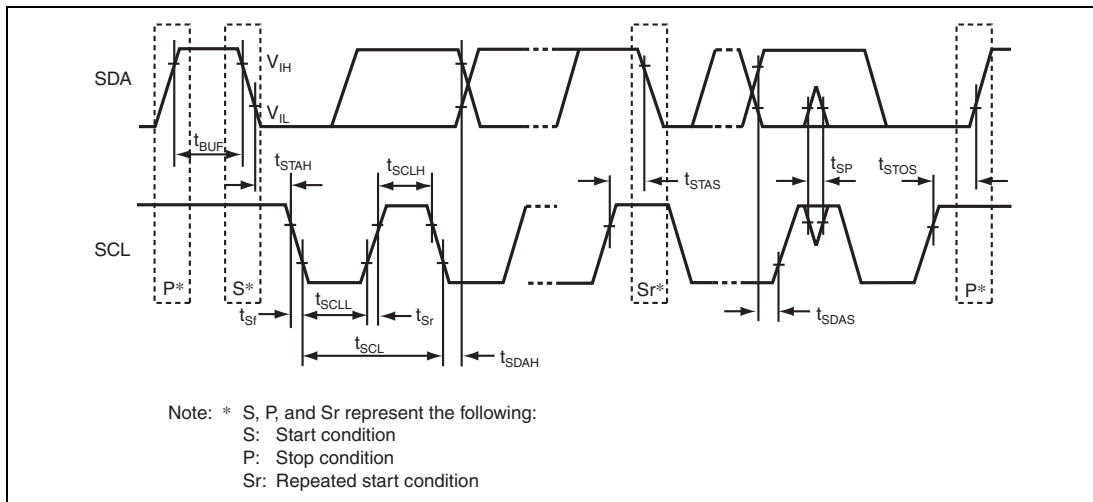 SDA
V_IH
V_IL
t_BUF
t_STAH
t_SCLH
t_STAS
t_SP
t_STOS
SCL
P*
S*
Sr*
P*
t_Sf
t_SCLL
t_Sr
t_SDAS
t_SCL
t_SDAH
Note: * S, P, and Sr represent the following:
S: Start condition
P: Stop condition
Sr: Repeated start condition